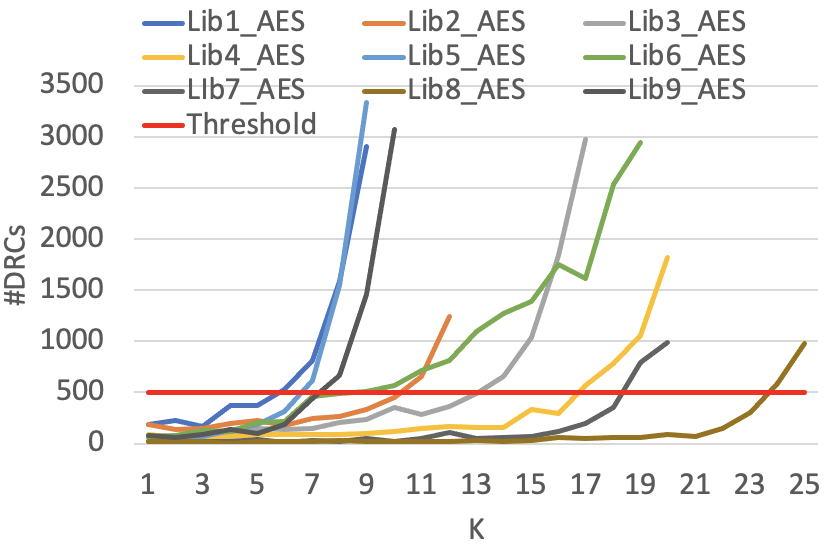 Lib1_AES Lib2_AES Lib3_AES
Lib4_AES Lib5_AES Lib6_AES
LIb7_AES Lib8_AES Lib9_AES
Threshold
3500
3000
2500
2000
1500
1000
500
0
#DRCs
1 3 5 7 9 11 13 15 17 19 21 23 25
K